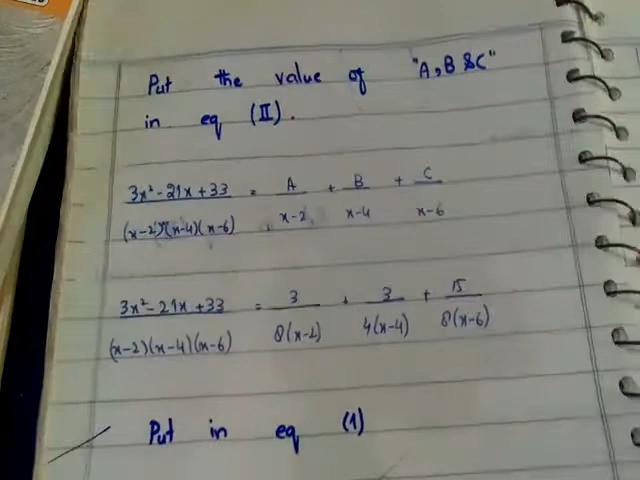 Put the value of "A, B & C"
in eq (II).
3x² - 21x + 33 = A + B + C
(x-2)(x-4)(x-6) x-2 x-4 x-6
3x² - 21x + 33 = 3 + 3 + 15
(x-2)(x-4)(x-6) 8(x-2) 4(x-4) 8(x-6)
Put in eq (1)